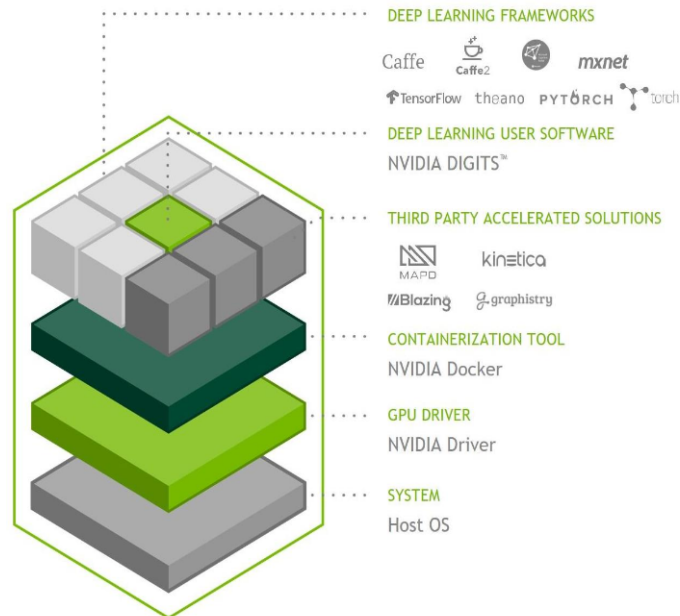 DEEP LEARNING FRAMEWORKS
Caffe Caffe2 mxnet
TensorFlow theano PYTORCH torch
DEEP LEARNING USER SOFTWARE
NVIDIA DIGITS™
THIRD PARTY ACCELERATED SOLUTIONS
MAPD kinetica
Blazing graphistry
CONTAINERIZATION TOOL
NVIDIA Docker
GPU DRIVER
NVIDIA Driver
SYSTEM
Host OS